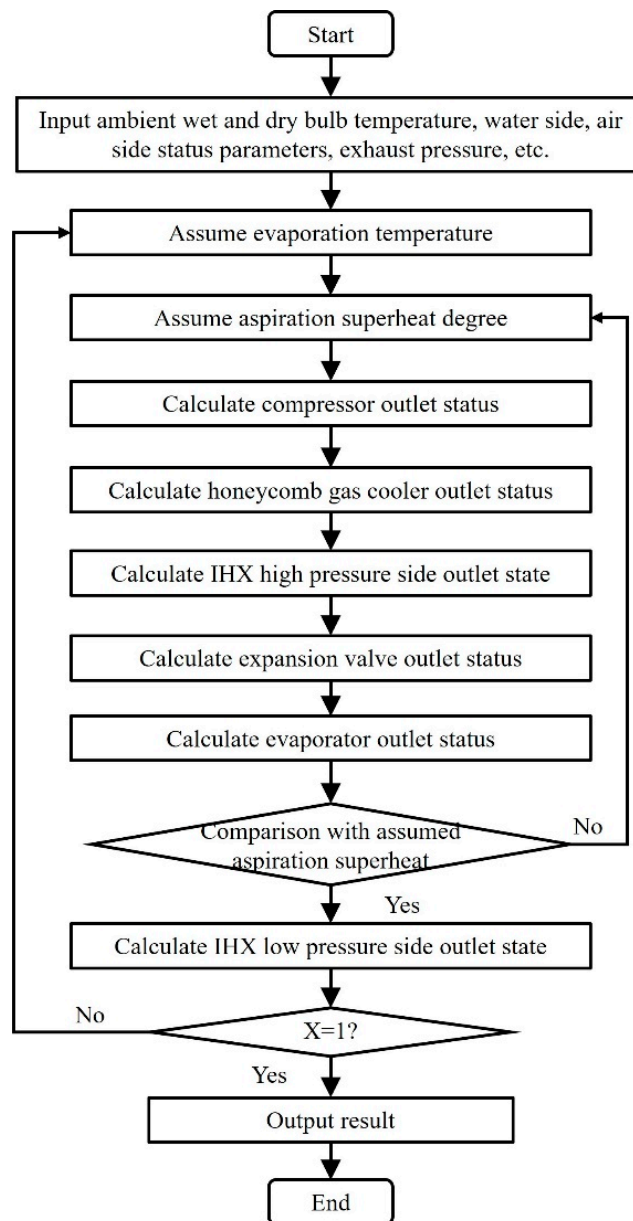 Start
Input ambient wet and dry bulb temperature, water side, air
side status parameters, exhaust pressure, etc.
Assume evaporation temperature
Assume aspiration superheat degree
Calculate compressor outlet status
Calculate honeycomb gas cooler outlet status
Calculate IHX high pressure side outlet state
Calculate expansion valve outlet status
Calculate evaporator outlet status
Comparison with assumed
aspiration superheat
No
Yes
Calculate IHX low pressure side outlet state
No
X=1?
Yes
Output result
End